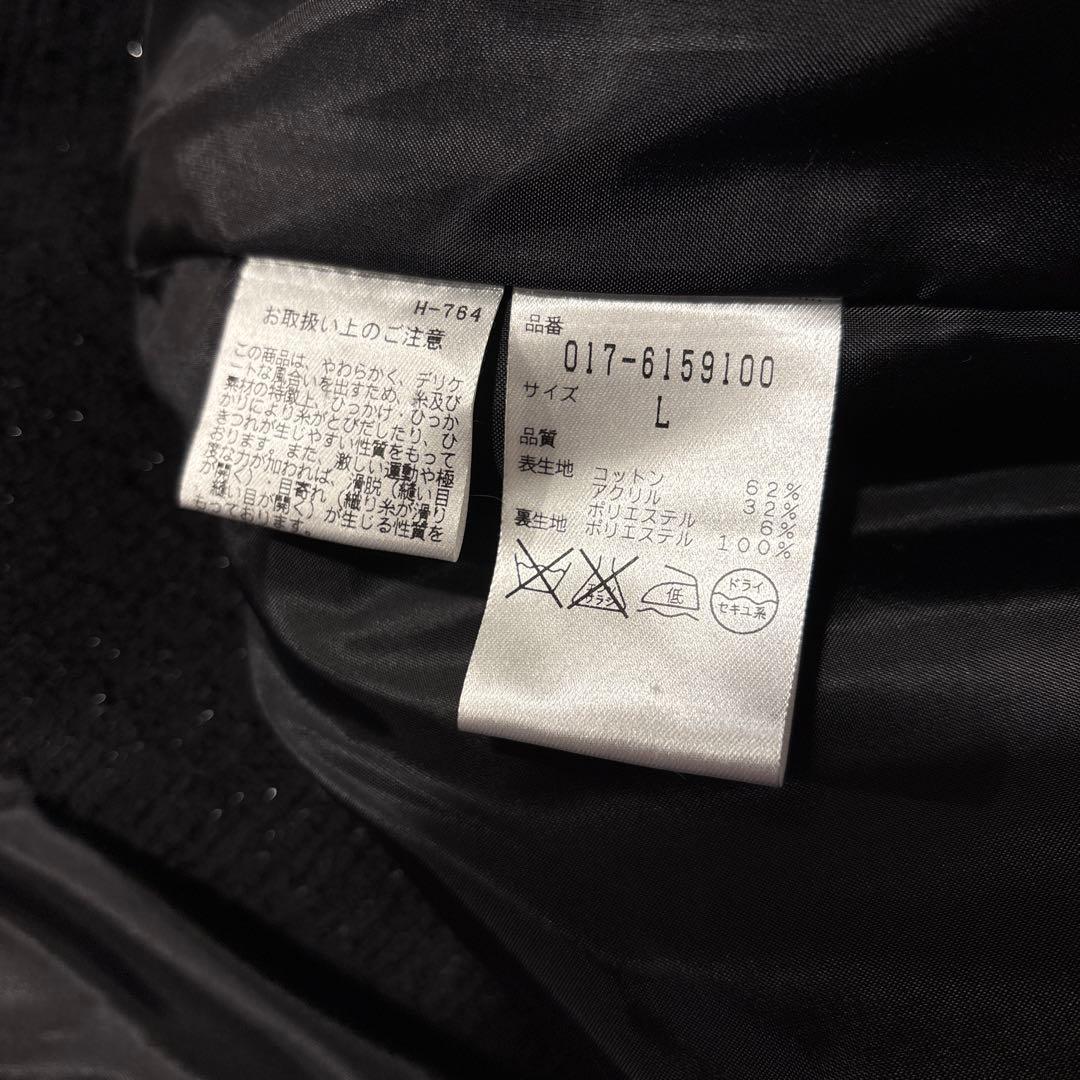 H-764
お取扱い上のご注意
この商品は、やわらかく、デリケ
ートな風合いを出すため、糸及び
素材の特徴上、ひっかけ・ひっか
かりにより糸がとびだしたり、ひ
きつれが生じやすい性質をもって
おります。また、激しい運動や極
度な力が加われば、滑脱(縫い目
が開く)・目寄れ(織り糸が滑り
縫い目が開く)が生じる性質を
もっております。
品番
017-6159100
サイズ
L
品質
表生地 コットン 62%
アクリル 32%
ポリエステル 6%
裏生地 ポリエステル 100%
低
ドライ
セキユ系